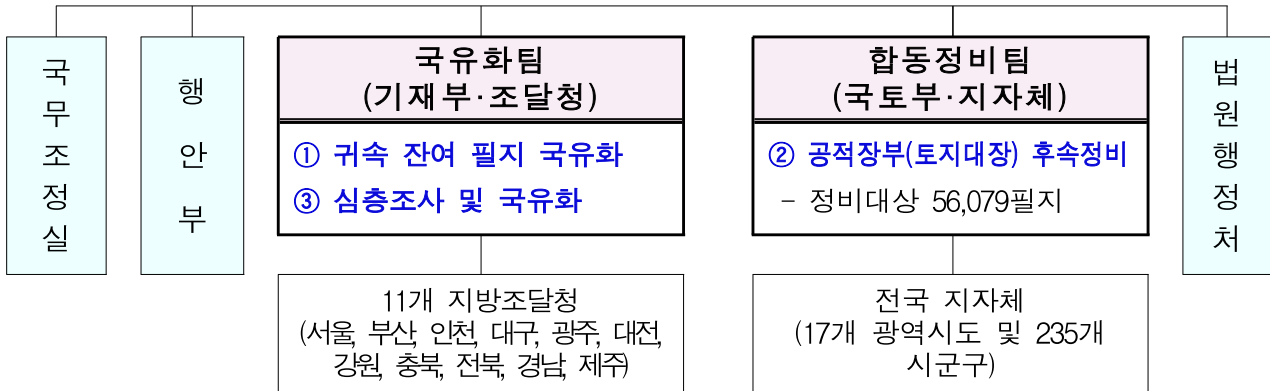 국무조정실
행안부
국유화팀
(기재부·조달청)
① 귀속 잔여 필지 국유화
③ 심층조사 및 국유화
11개 지방조달청
(서울, 부산, 인천, 대구, 광주, 대전,
강원, 충북, 전북, 경남, 제주)
합동정비팀
(국토부·지자체)
② 공적장부(토지대장) 후속정비
- 정비대상 56,079필지
전국 지자체
(17개 광역시도 및 235개
시군구)
법원행정처